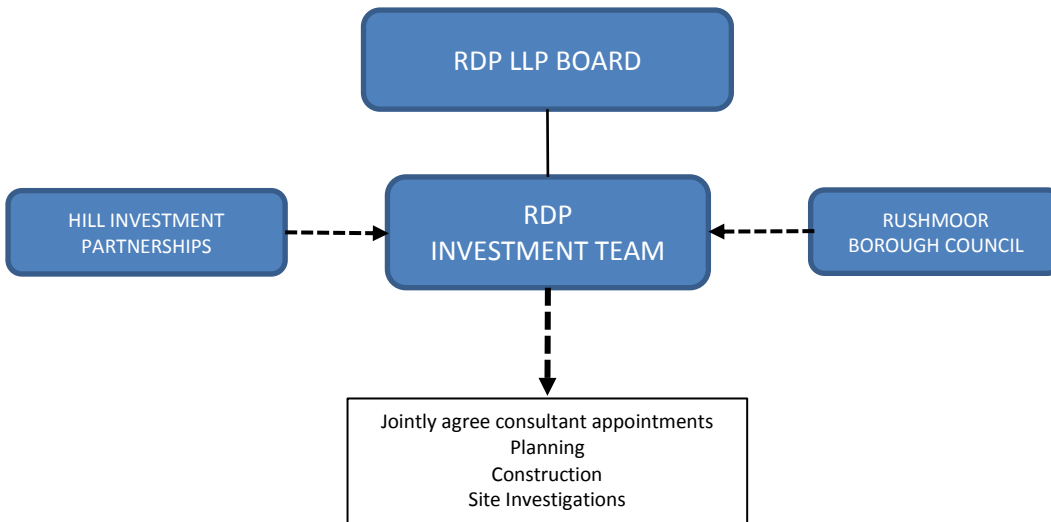 RDP LLP BOARD
HILL INVESTMENT
PARTNERSHIPS
RDP
INVESTMENT TEAM
RUSHMOOR
BOROUGH COUNCIL
Jointly agree consultant appointments
Planning
Construction
Site Investigations